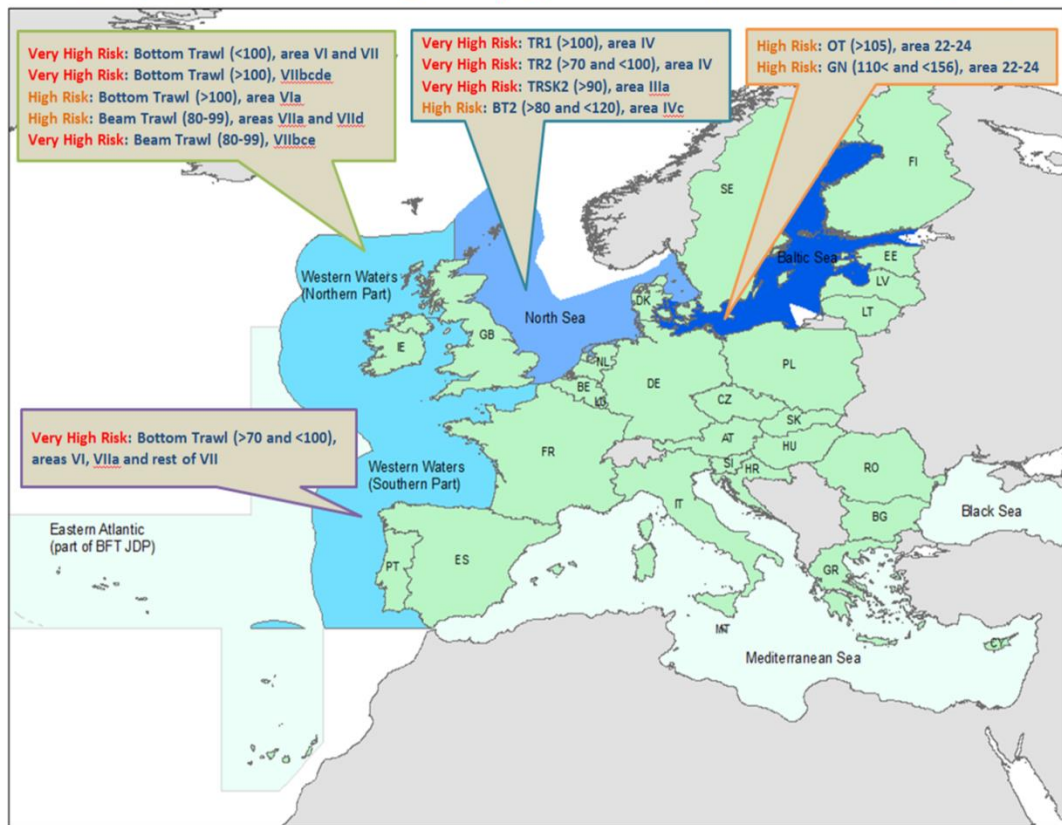 Very High Risk: Bottom Trawl (<100), area VI and VII
Very High Risk: Bottom Trawl (>100), VIIbcde
High Risk: Bottom Trawl (>100), area VIa
High Risk: Beam Trawl (80-99), areas VIIa and VIId
Very High Risk: Beam Trawl (80-99), VIIbce
Very High Risk: TR1 (>100), area IV
Very High Risk: TR2 (>70 and <100), area IV
Very High Risk: TRSK2 (>90), area IIIa
High Risk: BT2 (>80 and <120), area IVc
High Risk: OT (>105), area 22-24
High Risk: GN (110< and <156), area 22-24
SE
FI
Baltic Sea
EE
LV
LT
Western Waters
(Northern Part)
North Sea
DK
GB
IE
NL
BE
DE
PL
CZ
SK
AT
HU
FR
SI
HR
RO
BG
IT
Very High Risk: Bottom Trawl (>70 and <100),
areas VI, VIIa and rest of VII
Western Waters
(Southern Part)
Eastern Atlantic
(part of BFT JDP)
Black Sea
PT
ES
GR
MT
CY
Mediterranean Sea